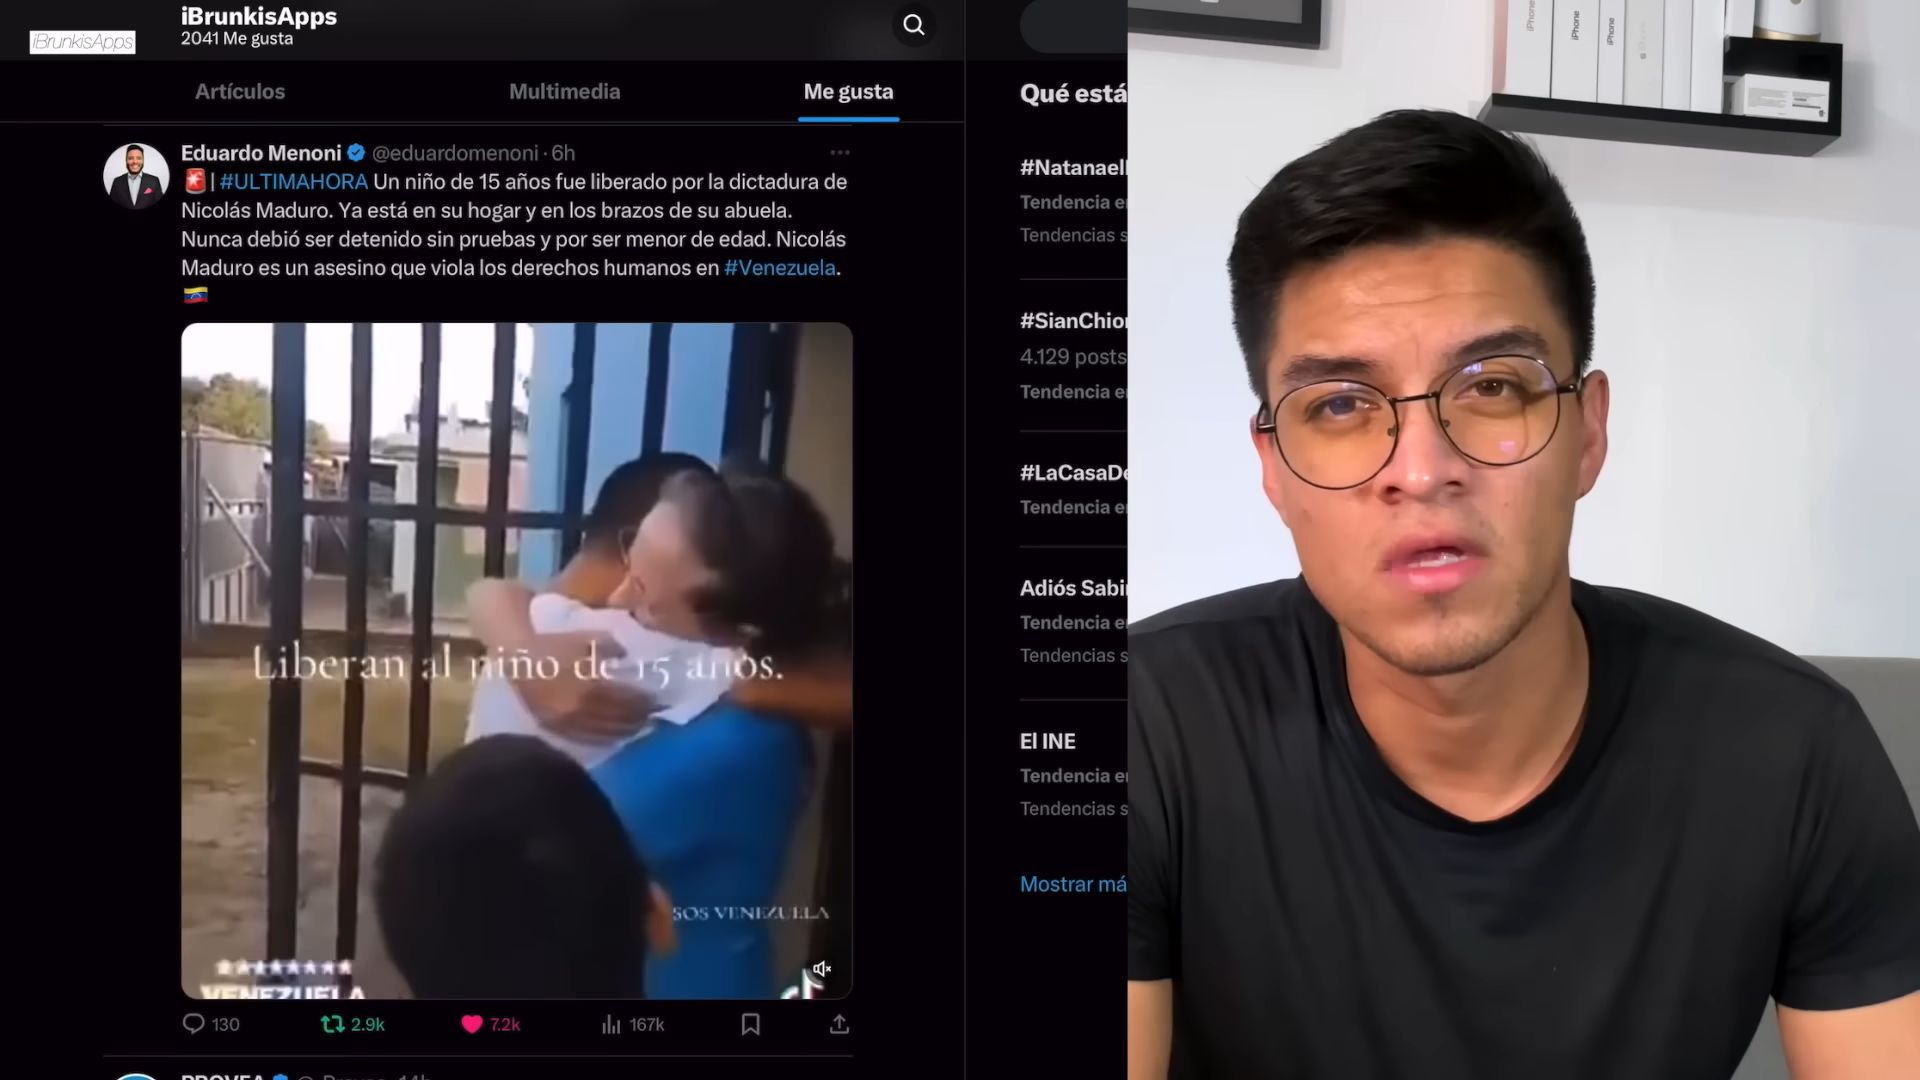 iBrunkisApps
2041 Me gusta
iBrunkisApps
Artículos
Multimedia
Me gusta
Eduardo Menoni @eduardomenoni · 6h
| #ULTIMAHORA Un niño de 15 años fue liberado por la dictadura de
Nicolás Maduro. Ya está en su hogar y en los brazos de su abuela.
Nunca debió ser detenido sin pruebas y por ser menor de edad. Nicolás
Maduro es un asesino que viola los derechos humanos en #Venezuela.
Liberan al niño de 15 años.
SOS VENEZUELA
VENEZUELA
130
2.9k
7.2k
167k
Qué está
#Natanael
Tendencia
Tendencias
#SianChio
4.129 posts
Tendencia
#LaCasaDe
Tendencia
Adiós Sabi
Tendencia
Tendencias
El INE
Tendencia
Tendencias
Mostrar má
iPhone
iPhone
iPhone